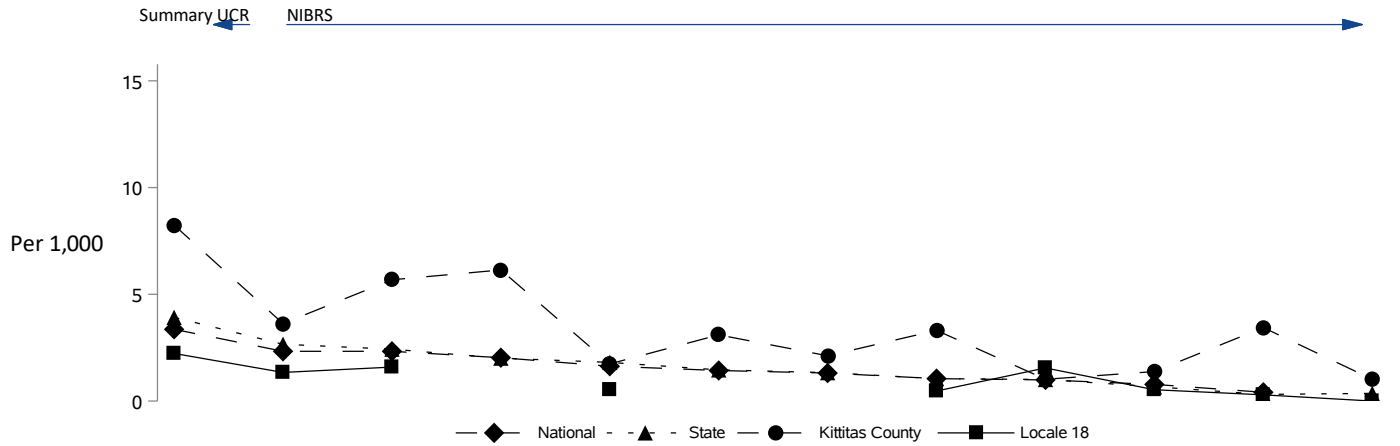 Summary UCR NIBRS
15
10
Per 1,000
5
0
National State Kittitas County Locale 18